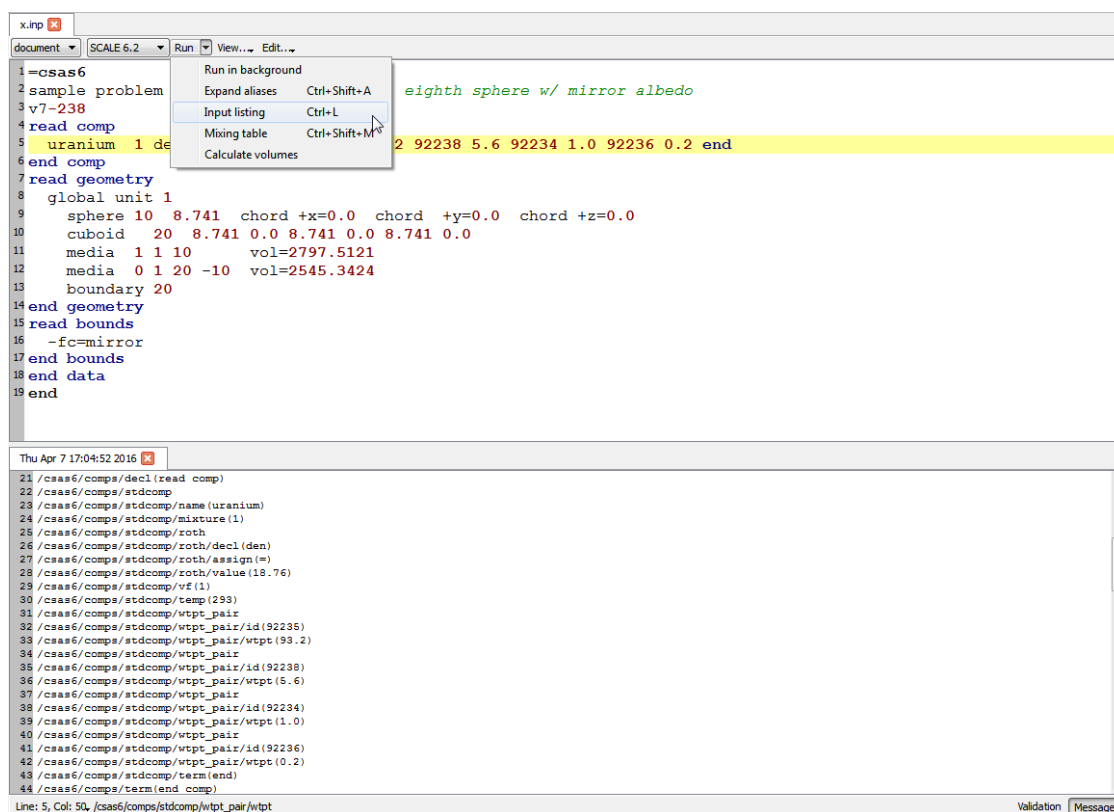 x.inp
document SCALE 6.2 Run View... Edit...
Run in background
Expand aliases Ctrl+Shift+A
Input listing Ctrl+L
Mixing table Ctrl+Shift+M
Calculate volumes
1 =csas6
2 sample problem eighth sphere w/ mirror albedo
3 v7-238
4 read comp
5 uranium 1 de 2 92238 5.6 92234 1.0 92236 0.2 end
6 end comp
7 read geometry
8 global unit 1
9 sphere 10 8.741 chord +x=0.0 chord +y=0.0 chord +z=0.0
10 cuboid 20 8.741 0.0 8.741 0.0 8.741 0.0
11 media 1 1 10 vol=2797.5121
12 media 0 1 20 -10 vol=2545.3424
13 boundary 20
14 end geometry
15 read bounds
16 -fc=mirror
17 end bounds
18 end data
19 end
Thu Apr 7 17:04:52 2016
21 /csas6/comps/decl(read comp)
22 /csas6/comps/stdcomp
23 /csas6/comps/stdcomp/name(uranium)
24 /csas6/comps/stdcomp/mixture(1)
25 /csas6/comps/stdcomp/roth
26 /csas6/comps/stdcomp/roth/decl(den)
27 /csas6/comps/stdcomp/roth/assign(=)
28 /csas6/comps/stdcomp/roth/value(18.76)
29 /csas6/comps/stdcomp/vf(1)
30 /csas6/comps/stdcomp/temp(293)
31 /csas6/comps/stdcomp/wtpt_pair
32 /csas6/comps/stdcomp/wtpt_pair/id(92235)
33 /csas6/comps/stdcomp/wtpt_pair/wtpt(93.2)
34 /csas6/comps/stdcomp/wtpt_pair
35 /csas6/comps/stdcomp/wtpt_pair/id(92238)
36 /csas6/comps/stdcomp/wtpt_pair/wtpt(5.6)
37 /csas6/comps/stdcomp/wtpt_pair
38 /csas6/comps/stdcomp/wtpt_pair/id(92234)
39 /csas6/comps/stdcomp/wtpt_pair/wtpt(1.0)
40 /csas6/comps/stdcomp/wtpt_pair
41 /csas6/comps/stdcomp/wtpt_pair/id(92236)
42 /csas6/comps/stdcomp/wtpt_pair/wtpt(0.2)
43 /csas6/comps/stdcomp/term(end)
44 /csas6/comps/term(end comp)
Line: 5, Col: 50, /csas6/comps/stdcomp/wtpt_pair/wtpt Validation Message